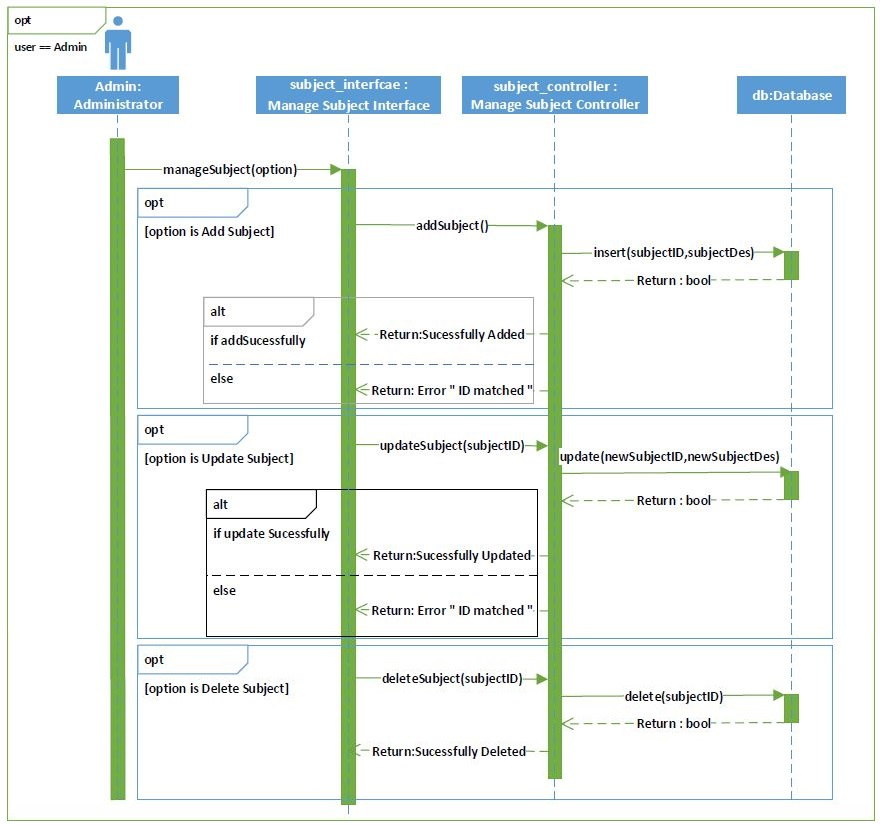 opt
user == Admin
Admin:
Administrator
subject_interfcae :
Manage Subject Interface
subject_controller :
Manage Subject Controller
db:Database
manageSubject(option)
opt
[option is Add Subject]
addSubject()
insert(subjectID,subjectDes)
Return : bool
alt
if addSucessfully
Return:Sucessfully Added
else
Return: Error " ID matched "
opt
[option is Update Subject]
updateSubject(subjectID)
update(newSubjectID,newSubjectDes)
Return : bool
alt
if update Sucessfully
Return:Sucessfully Updated
else
Return: Error " ID matched "
opt
[option is Delete Subject]
deleteSubject(subjectID)
delete(subjectID)
Return : bool
Return:Sucessfully Deleted